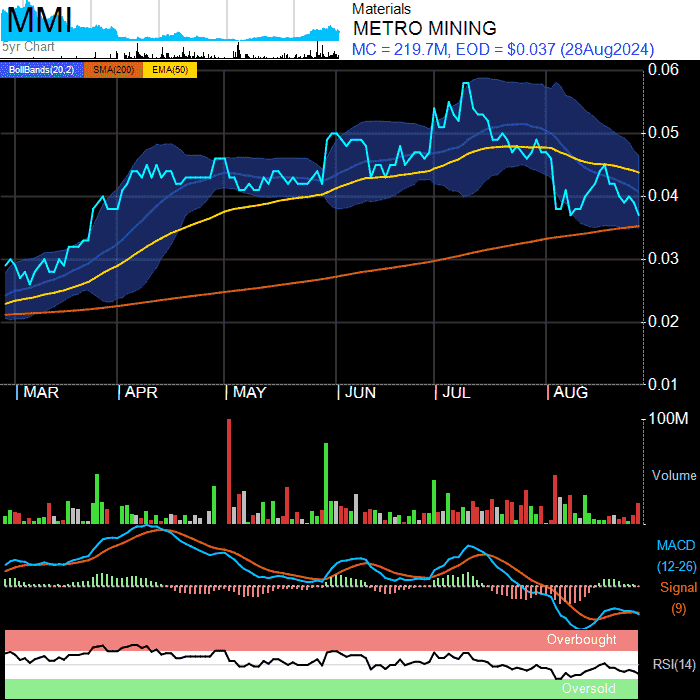 MMI
5yr Chart
Materials
METRO MINING
MC = 219.7M, EOD = $0.037 (28Aug2024)
BollBands(20,2) SMA(200) EMA(50)
0.06
0.05
0.04
0.03
0.02
0.01
MAR APR MAY JUN JUL AUG
100M
Volume
MACD
(12-26)
Signal
(9)
Overbought
RSI(14)
Oversold